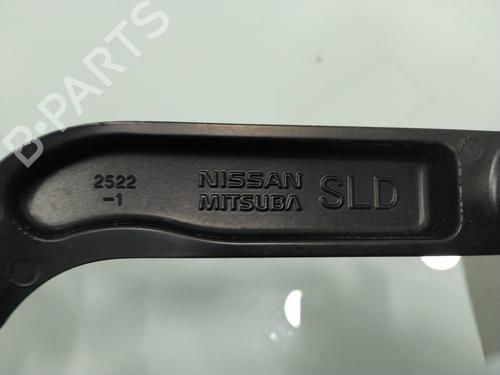 B-PARTS
2522
-1
NISSAN
MITSUBA
SLD